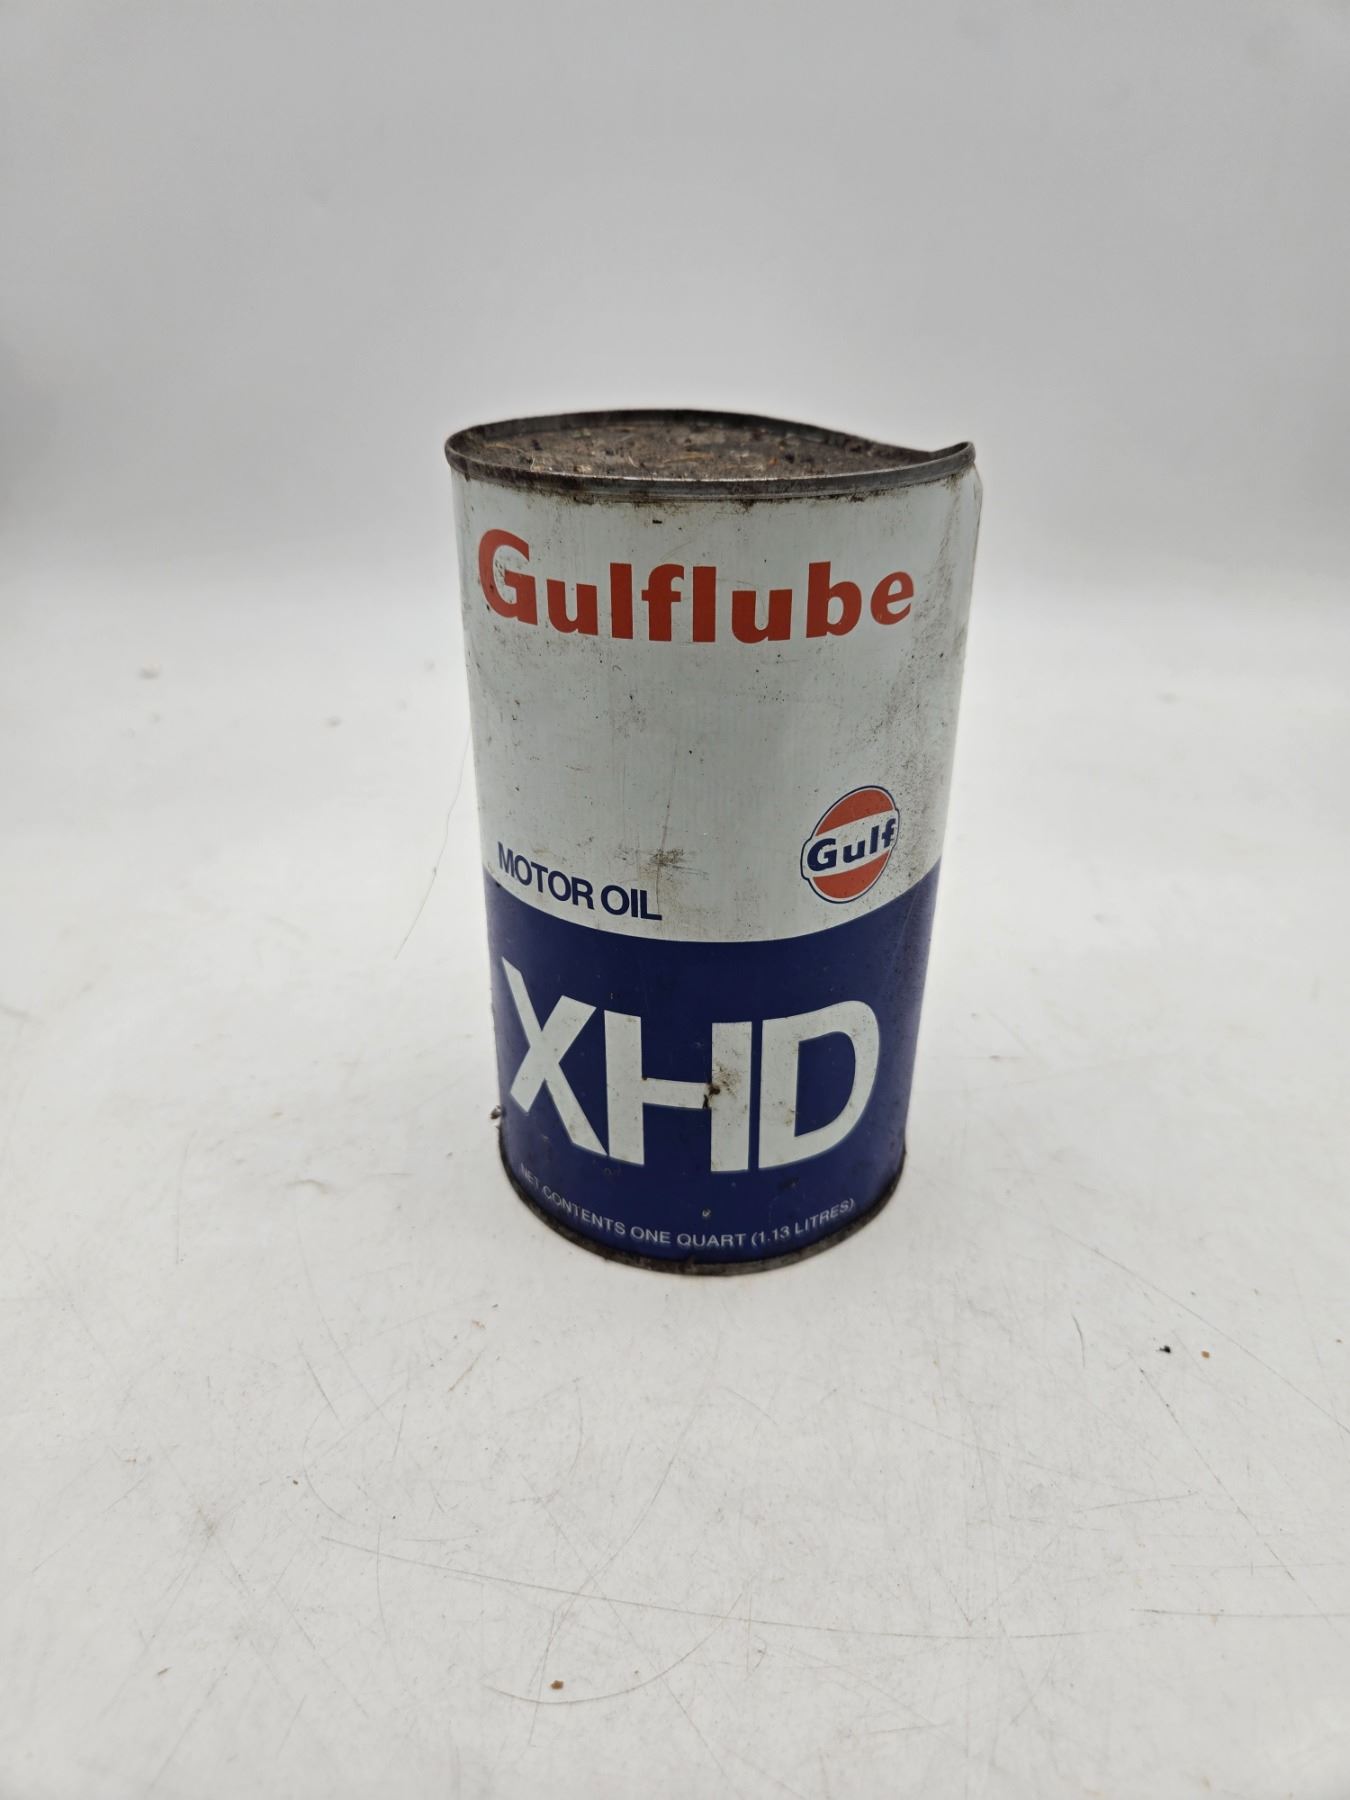 Gulflube
Gulf
MOTOR OIL
XHD
NET CONTENTS ONE QUART (1.13 LITRES)